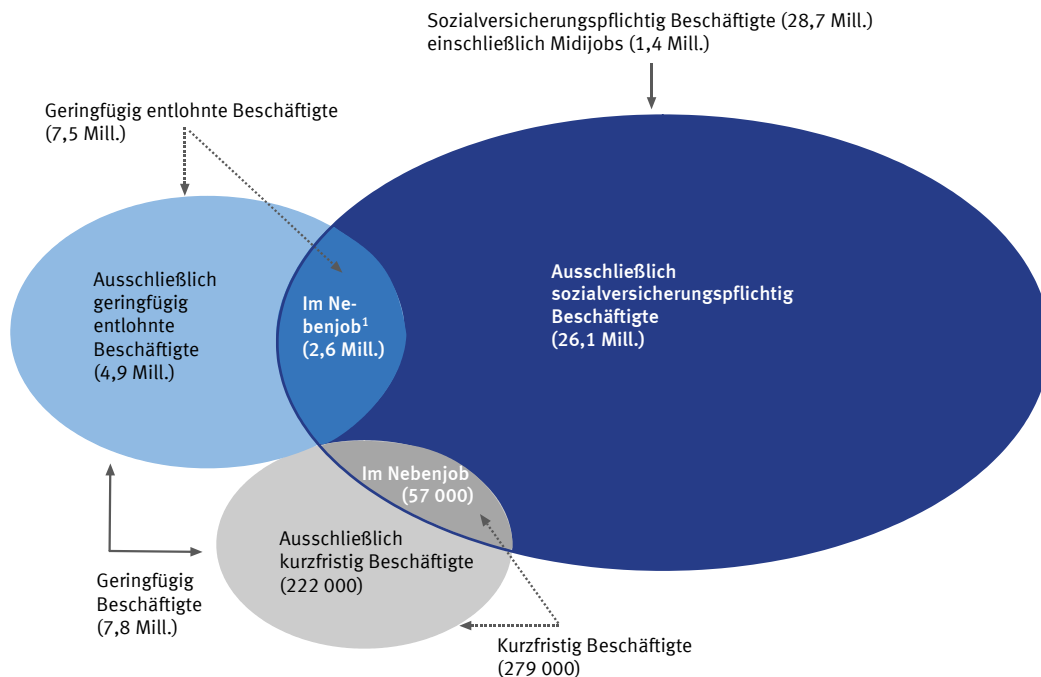 Sozialversicherungspflichtig Beschäftigte (28,7 Mill.)
einschließlich Midijobs (1,4 Mill.)
Geringfügig entlohnte Beschäftigte
(7,5 Mill.)
Ausschließlich
geringfügig
entlohnte
Beschäftigte
(4,9 Mill.)
Im Ne-
benjob¹
(2,6 Mill.)
Ausschließlich
sozialversicherungspflichtig
Beschäftigte
(26,1 Mill.)
Im Nebenjob
(57 000)
Ausschließlich
kurzfristig Beschäftigte
(222 000)
Geringfügig
Beschäftigte
(7,8 Mill.)
Kurzfristig Beschäftigte
(279 000)